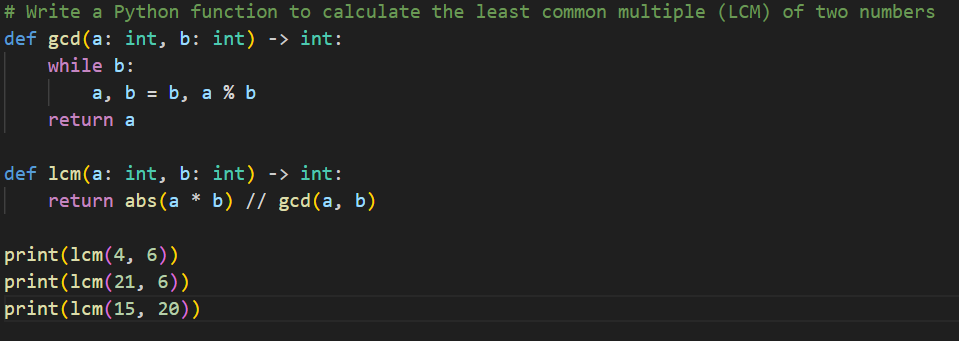 # Write a Python function to calculate the least common multiple (LCM) of two numbers
def gcd(a: int, b: int) -> int:
    while b:
        a, b = b, a % b
    return a

def lcm(a: int, b: int) -> int:
    return abs(a * b) // gcd(a, b)

print(lcm(4, 6))
print(lcm(21, 6))
print(lcm(15, 20))